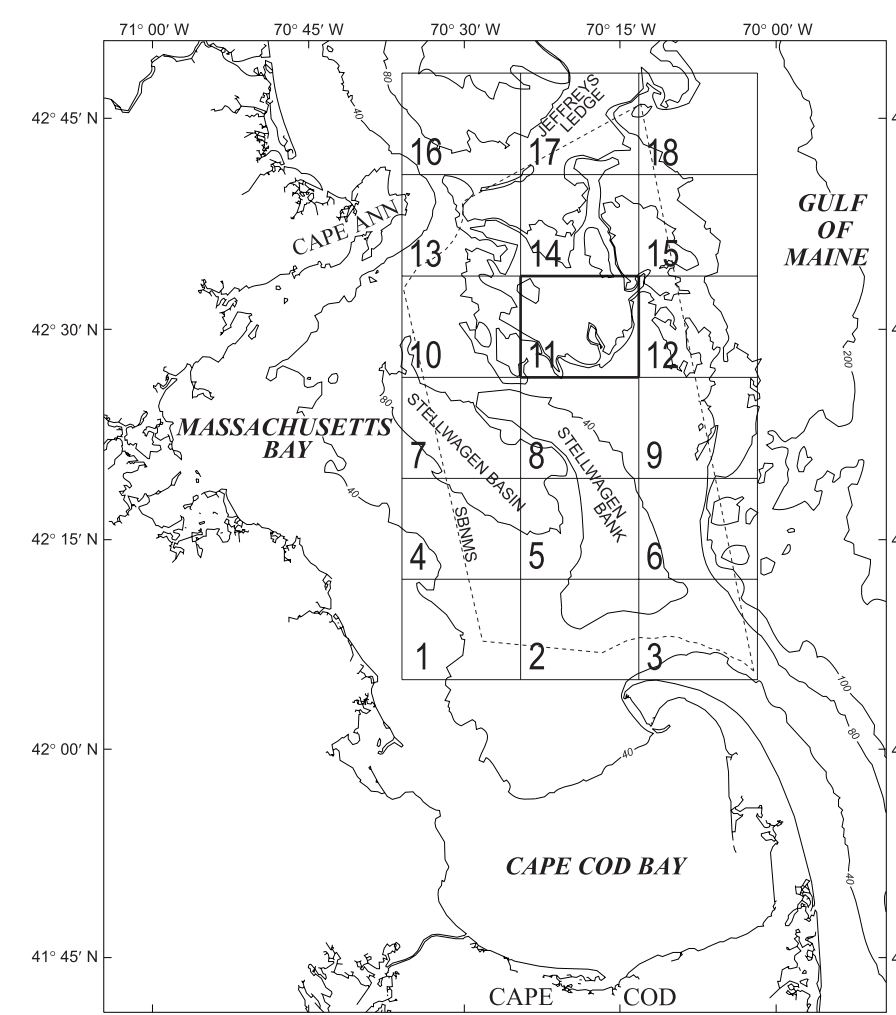 71° 00' W
70° 45' W
70° 30' W
70° 15' W
70° 00' W
80
40
42° 45' N
JEFFREYS
LEDGE
16
17
18
CAPE ANN
GULF
OF
MAINE
13
14
15
42° 30' N
10
11
12
200
80
40
MASSACHUSETTS
BAY
STELLWAGEN BASIN
STELLWAGEN
BANK
7
8
9
40
SBNMS
42° 15' N
4
5
6
1
2
3
100
80
42° 00' N
40
CAPE COD BAY
40
41° 45' N
CAPE COD